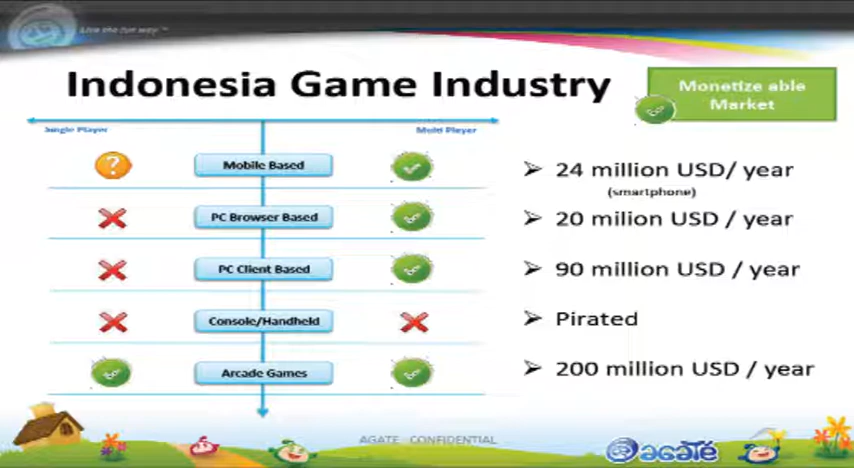 Live the fun way ™
Indonesia Game Industry
Monetize able
Market
Single Player
Multi Player
Mobile Based
24 million USD/ year
(smartphone)
PC Browser Based
20 milion USD / year
PC Client Based
90 million USD / year
Console/Handheld
Pirated
Arcade Games
200 million USD / year
AGATE CONFIDENTIAL
agate